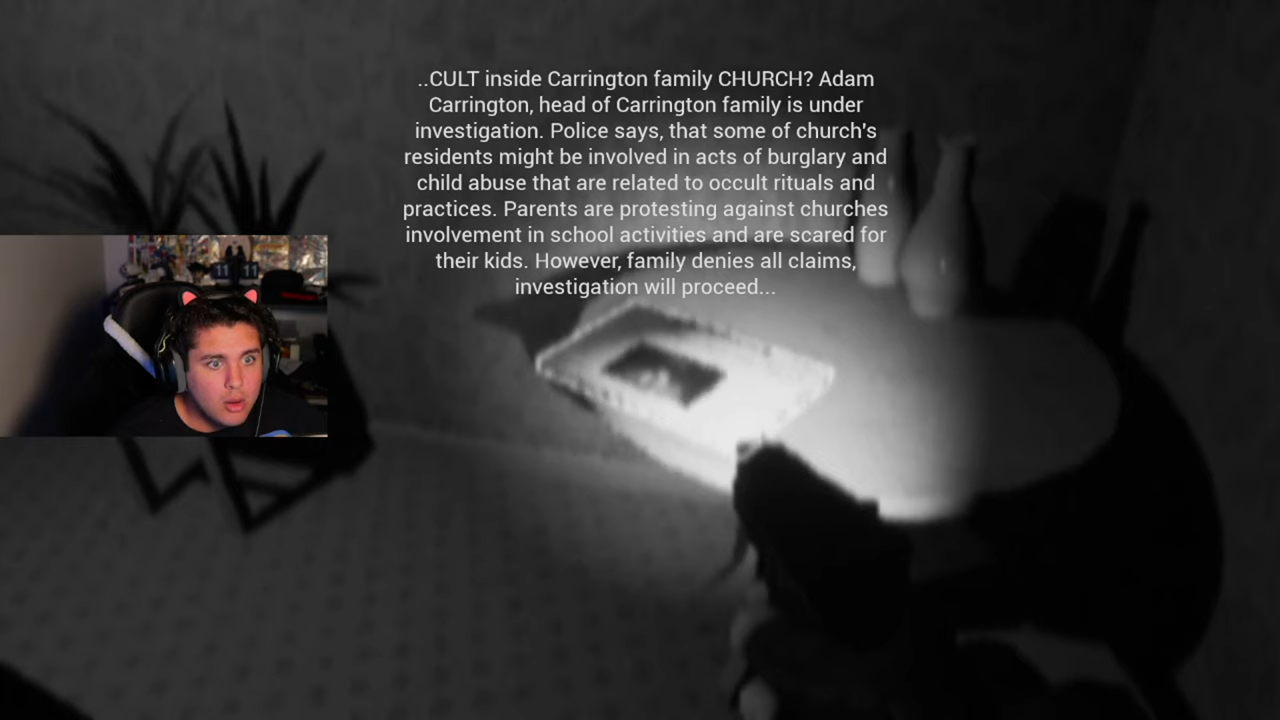 ..CULT inside Carrington family CHURCH? Adam
Carrington, head of Carrington family is under
investigation. Police says, that some of church's
residents might be involved in acts of burglary and
child abuse that are related to occult rituals and
practices. Parents are protesting against churches
involvement in school activities and are scared for
their kids. However, family denies all claims,
investigation will proceed...
11 11